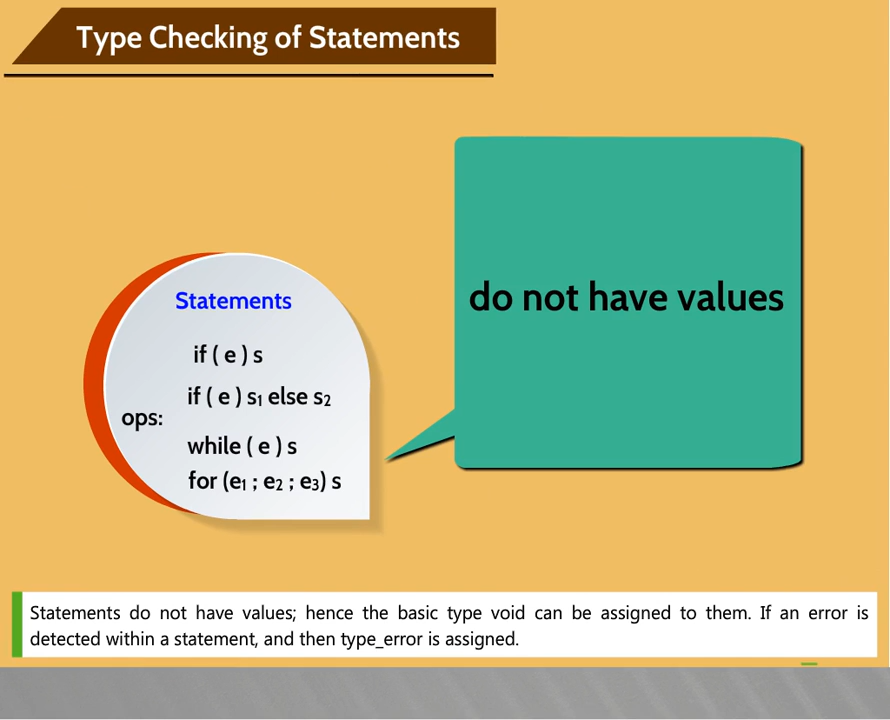 Type Checking of Statements
do not have values
Statements
if ( e ) s
if ( e ) s₁ else s₂
ops:
while ( e ) s
for (e₁ ; e₂ ; e₃) s
Statements do not have values; hence the basic type void can be assigned to them. If an error is
detected within a statement, and then type_error is assigned.